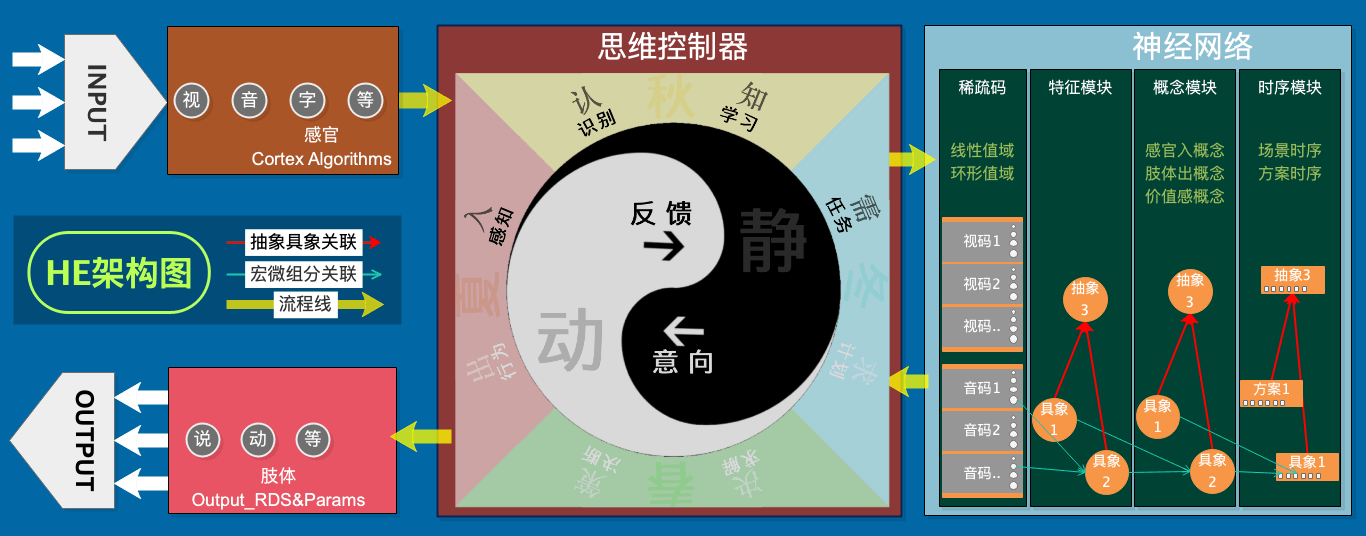 INPUT
视 音 字 等
感官
Cortex Algorithms
HE架构图
抽象具象关联
宏微组分关联
流程线
OUTPUT
说 动 等
肢体
Output_RDS&Params
思维控制器
秋
认
识别
知
学习
入
感知
需
任务
夏
冬
反馈
静
动
意向
出
行为
求
计划
策
决断
春
决
求解
神经网络
稀疏码
线性值域
环形值域
视码1
视码2
视码..
音码1
音码2
音码..
特征模块
抽象
3
具象
1
具象
2
概念模块
感官入概念
肢体出概念
价值感概念
抽象
3
具象
1
具象
2
时序模块
场景时序
方案时序
抽象3
方案1
具象1